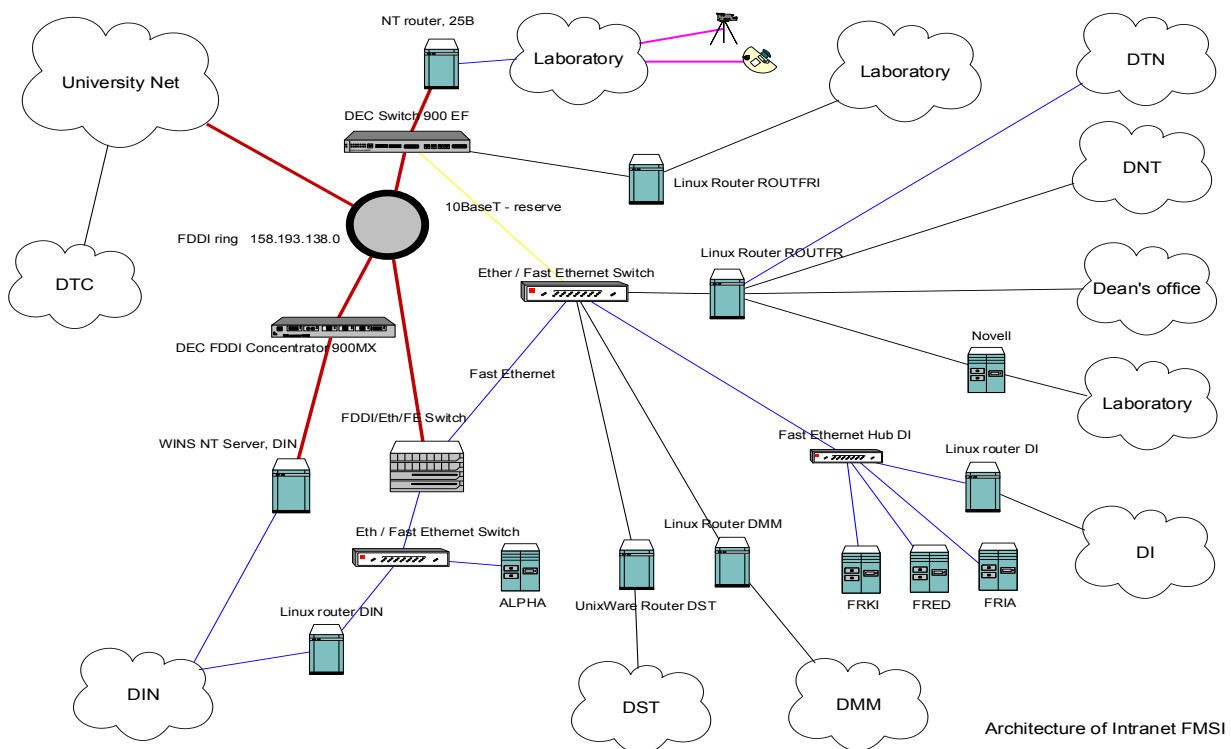 NT router, 25B
University Net
Laboratory
DTN
Laboratory
DEC Switch 900 EF
DNT
Linux Router ROUTFRI
10BaseT - reserve
FDDI ring 158.193.138.0
Linux Router ROUTFR
Ether / Fast Ethernet Switch
DTC
Dean's office
Novell
DEC FDDI Concentrator 900MX
Fast Ethernet
Laboratory
FDDI/Eth/FE Switch
WINS NT Server, DIN
Fast Ethernet Hub DI
Linux router DI
Eth / Fast Ethernet Switch
Linux Router DMM
DI
ALPHA
UnixWare Router DST
FRKI
FRED
FRIA
Linux router DIN
DIN
DST
DMM
Architecture of Intranet FMSI